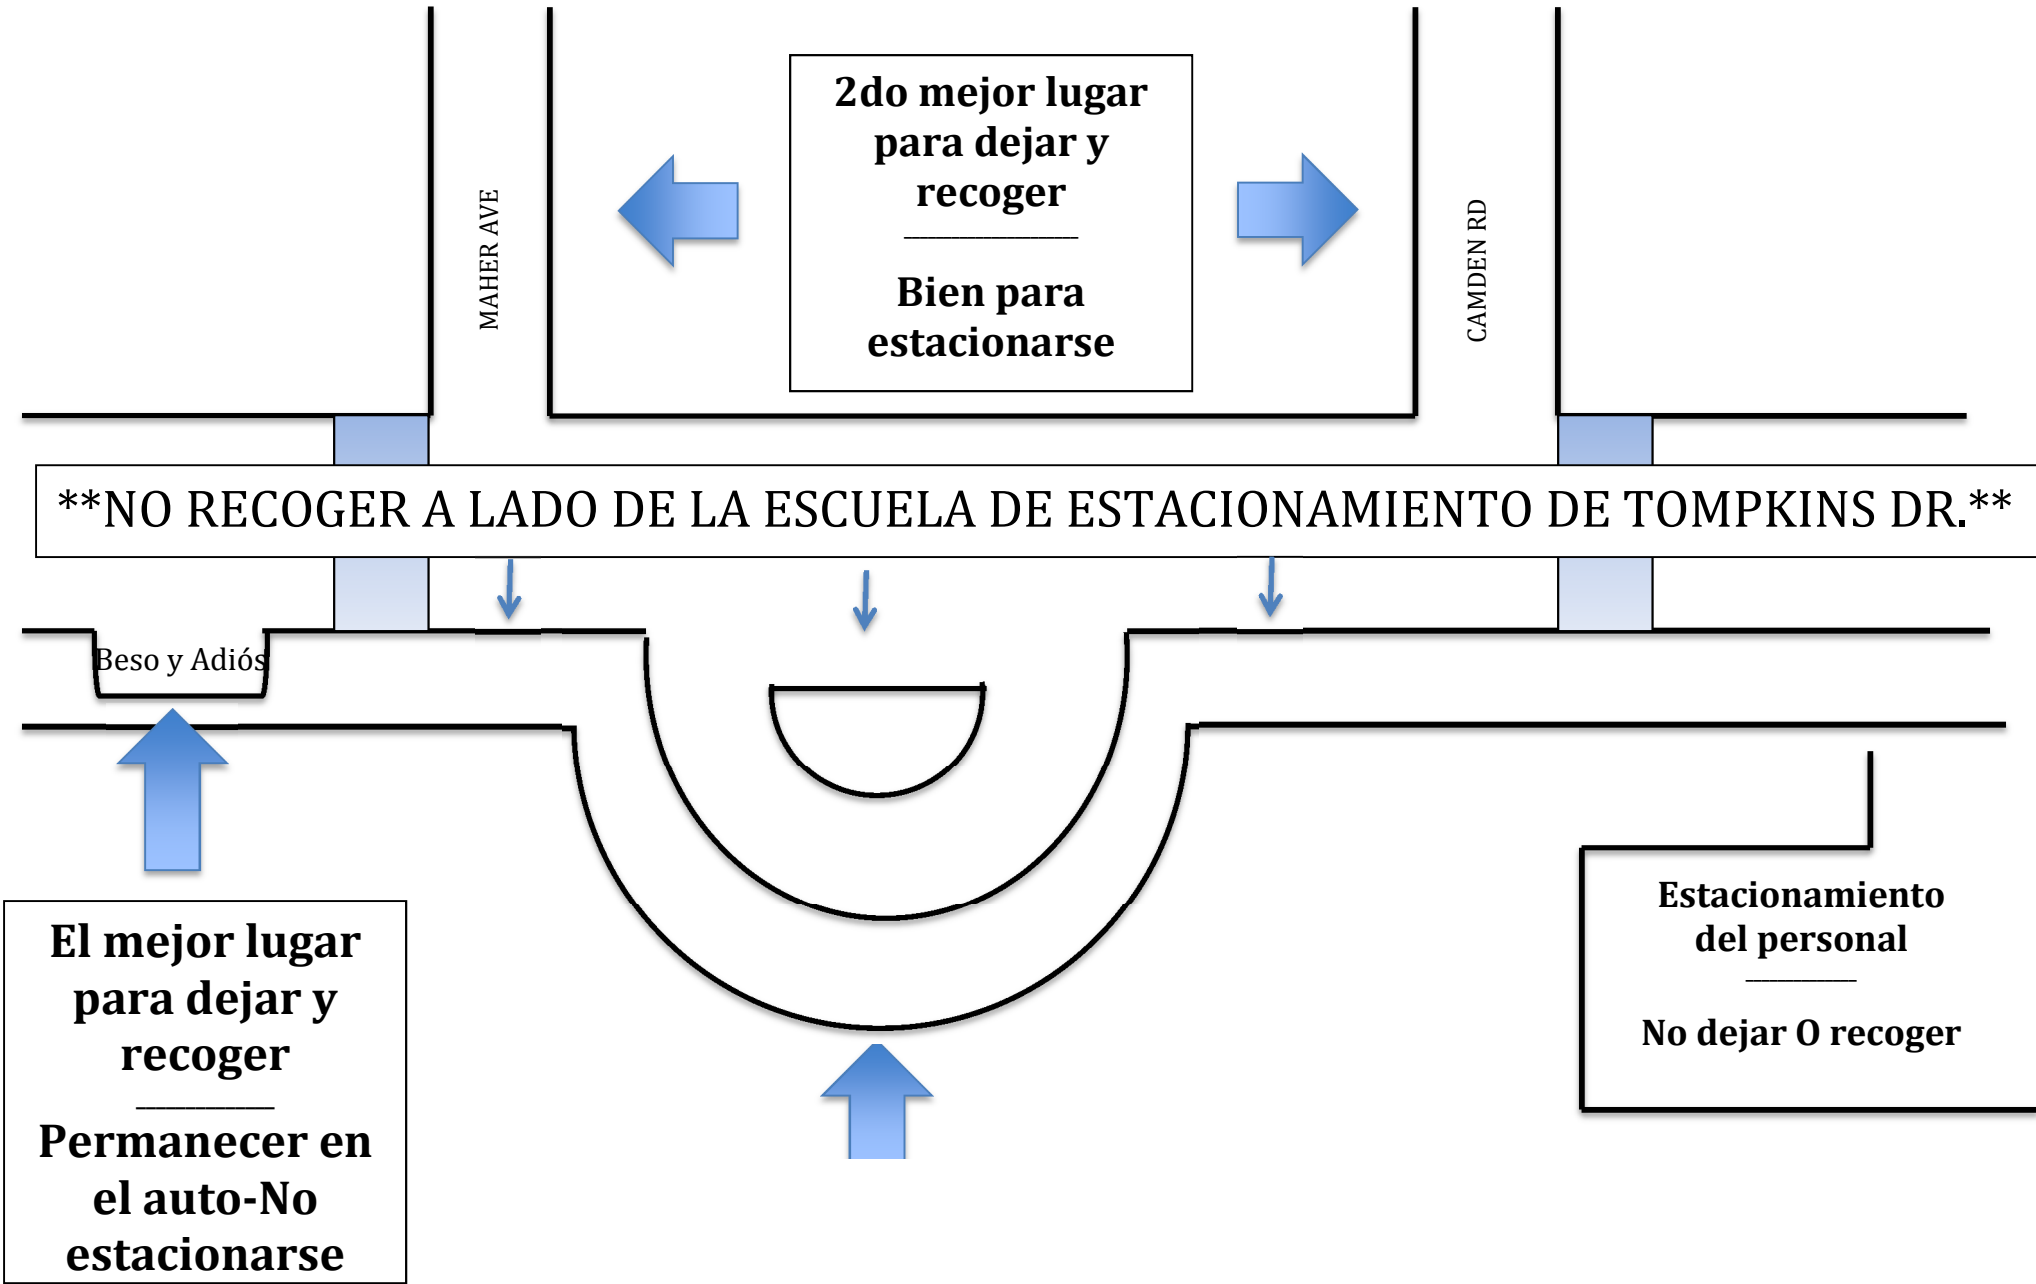 2do mejor lugar
para dejar y
recoger
Bien para
estacionarse
MAHER AVE
CAMDEN RD
**NO RECOGER A LADO DE LA ESCUELA DE ESTACIONAMIENTO DE TOMPKINS DR.**
Beso y Adiós
El mejor lugar
para dejar y
recoger
Permanecer en
el auto-No
estacionarse
Estacionamiento
del personal
No dejar O recoger